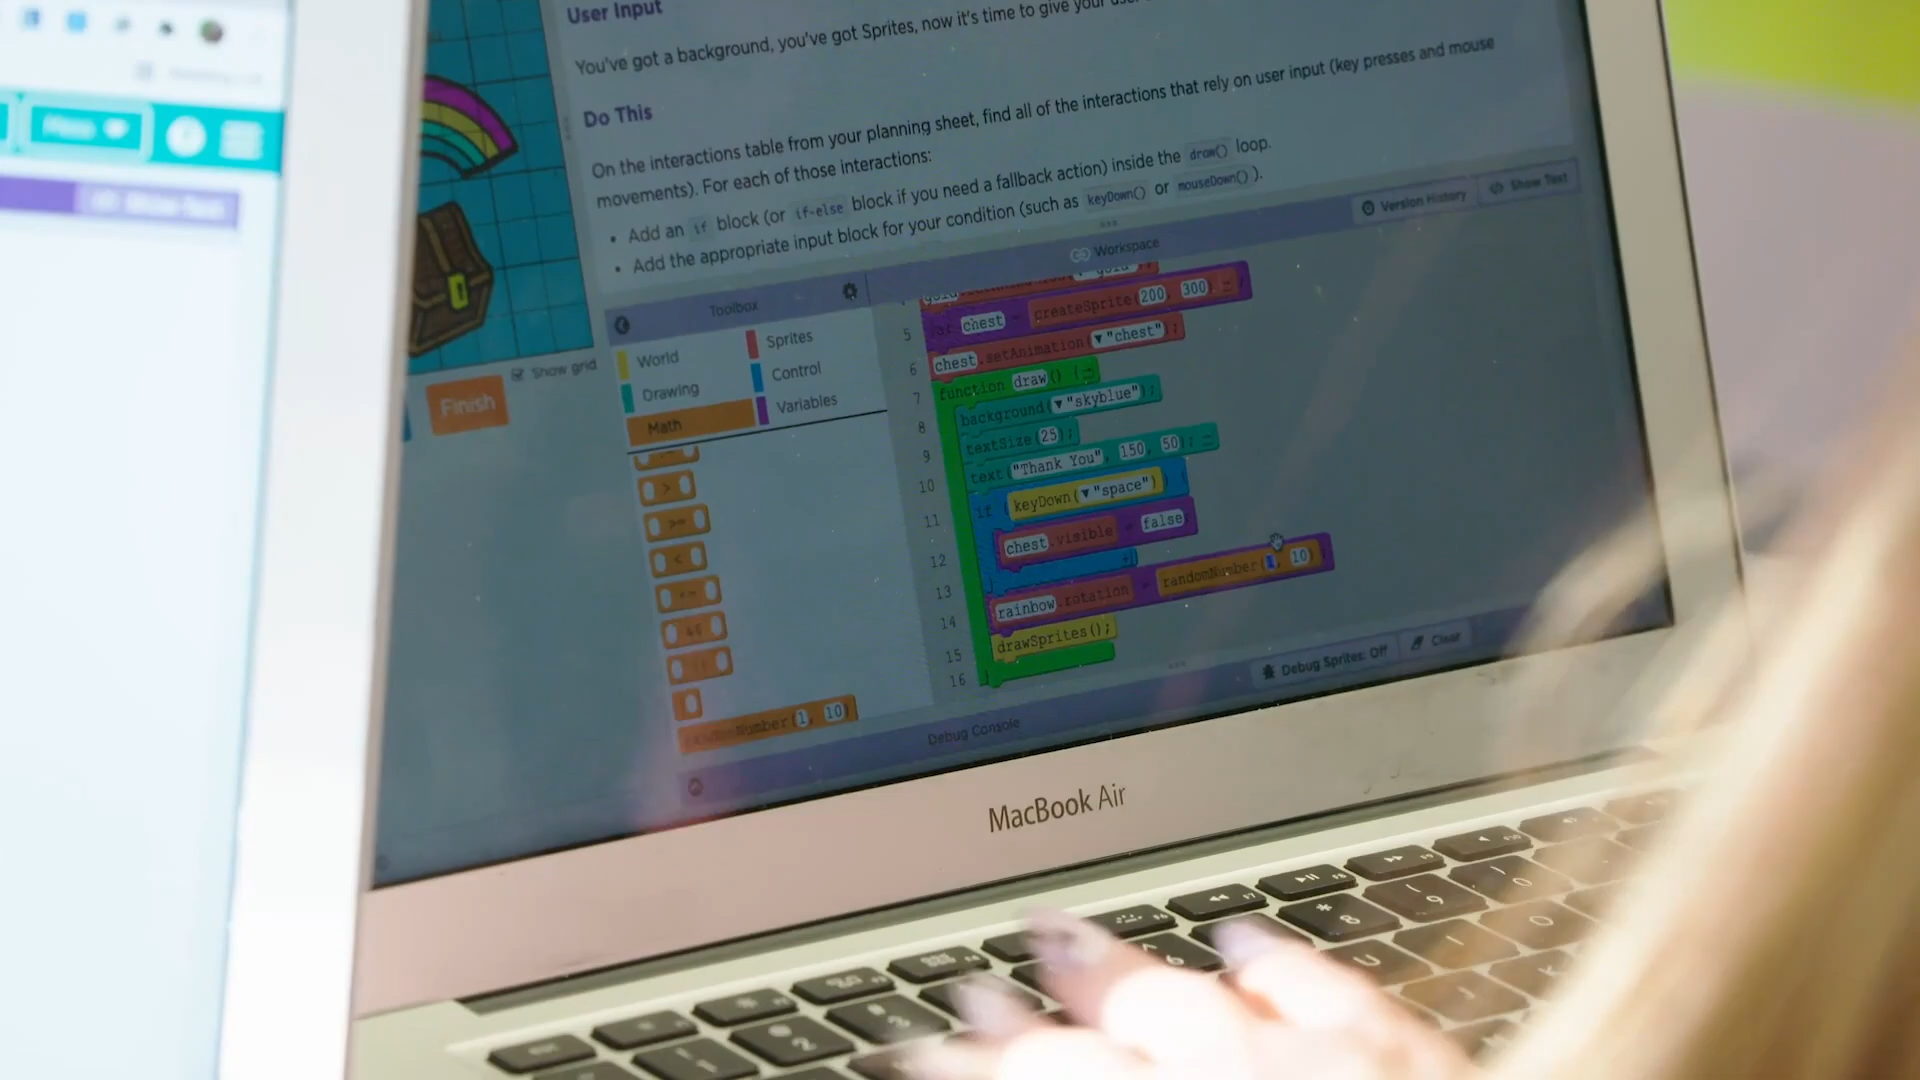 User Input
You've got a background, you've got Sprites, now it's time to give your
Do This
On the interactions table from your planning sheet, find all of the interactions that rely on user input (key presses and mouse
movements). For each of those interactions:
• Add an if block (or if-else block if you need a fallback action) inside the draw() loop.
• Add the appropriate input block for your condition (such as keyDown() or mouseDown() ).
Version History
Show Text
Workspace
Toolbox
World
Sprites
Drawing
Control
Math
Variables
Show grid
Finish
>
>=
<
<=
randomNumber(1, 10)
5 var chest = createSprite(200, 300);
6 chest.setAnimation("chest");
7 function draw() {
8 background("skyblue");
9 textSize(25);
10 text("Thank You", 150, 50);
11 if (keyDown("space")) {
12 chest.visible = false
13
14 rainbow.rotation = randomNumber(1, 10);
15 drawSprites();
16 }
Debug Sprites: Off
Clear
Debug Console
MacBook Air